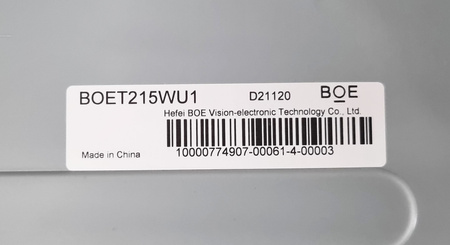 BOET215WU1 D21120 BOE
Hefei BOE Vision-electronic Technology Co., Ltd.
Made in China 10000774907-00061-4-00003